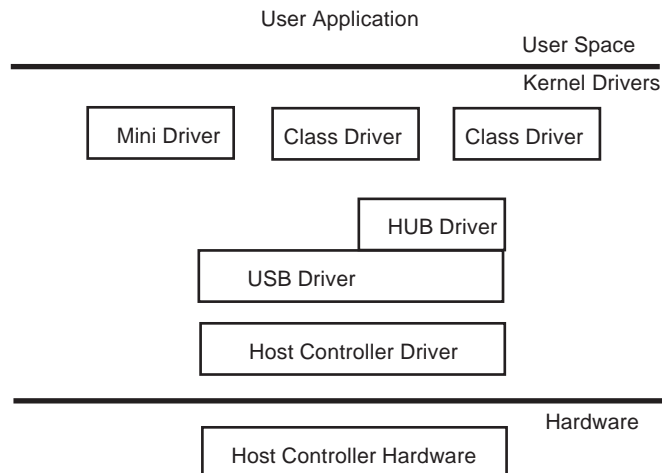 User Application
User Space
Kernel Drivers
Mini Driver
Class Driver
Class Driver
HUB Driver
USB Driver
Host Controller Driver
Hardware
Host Controller Hardware